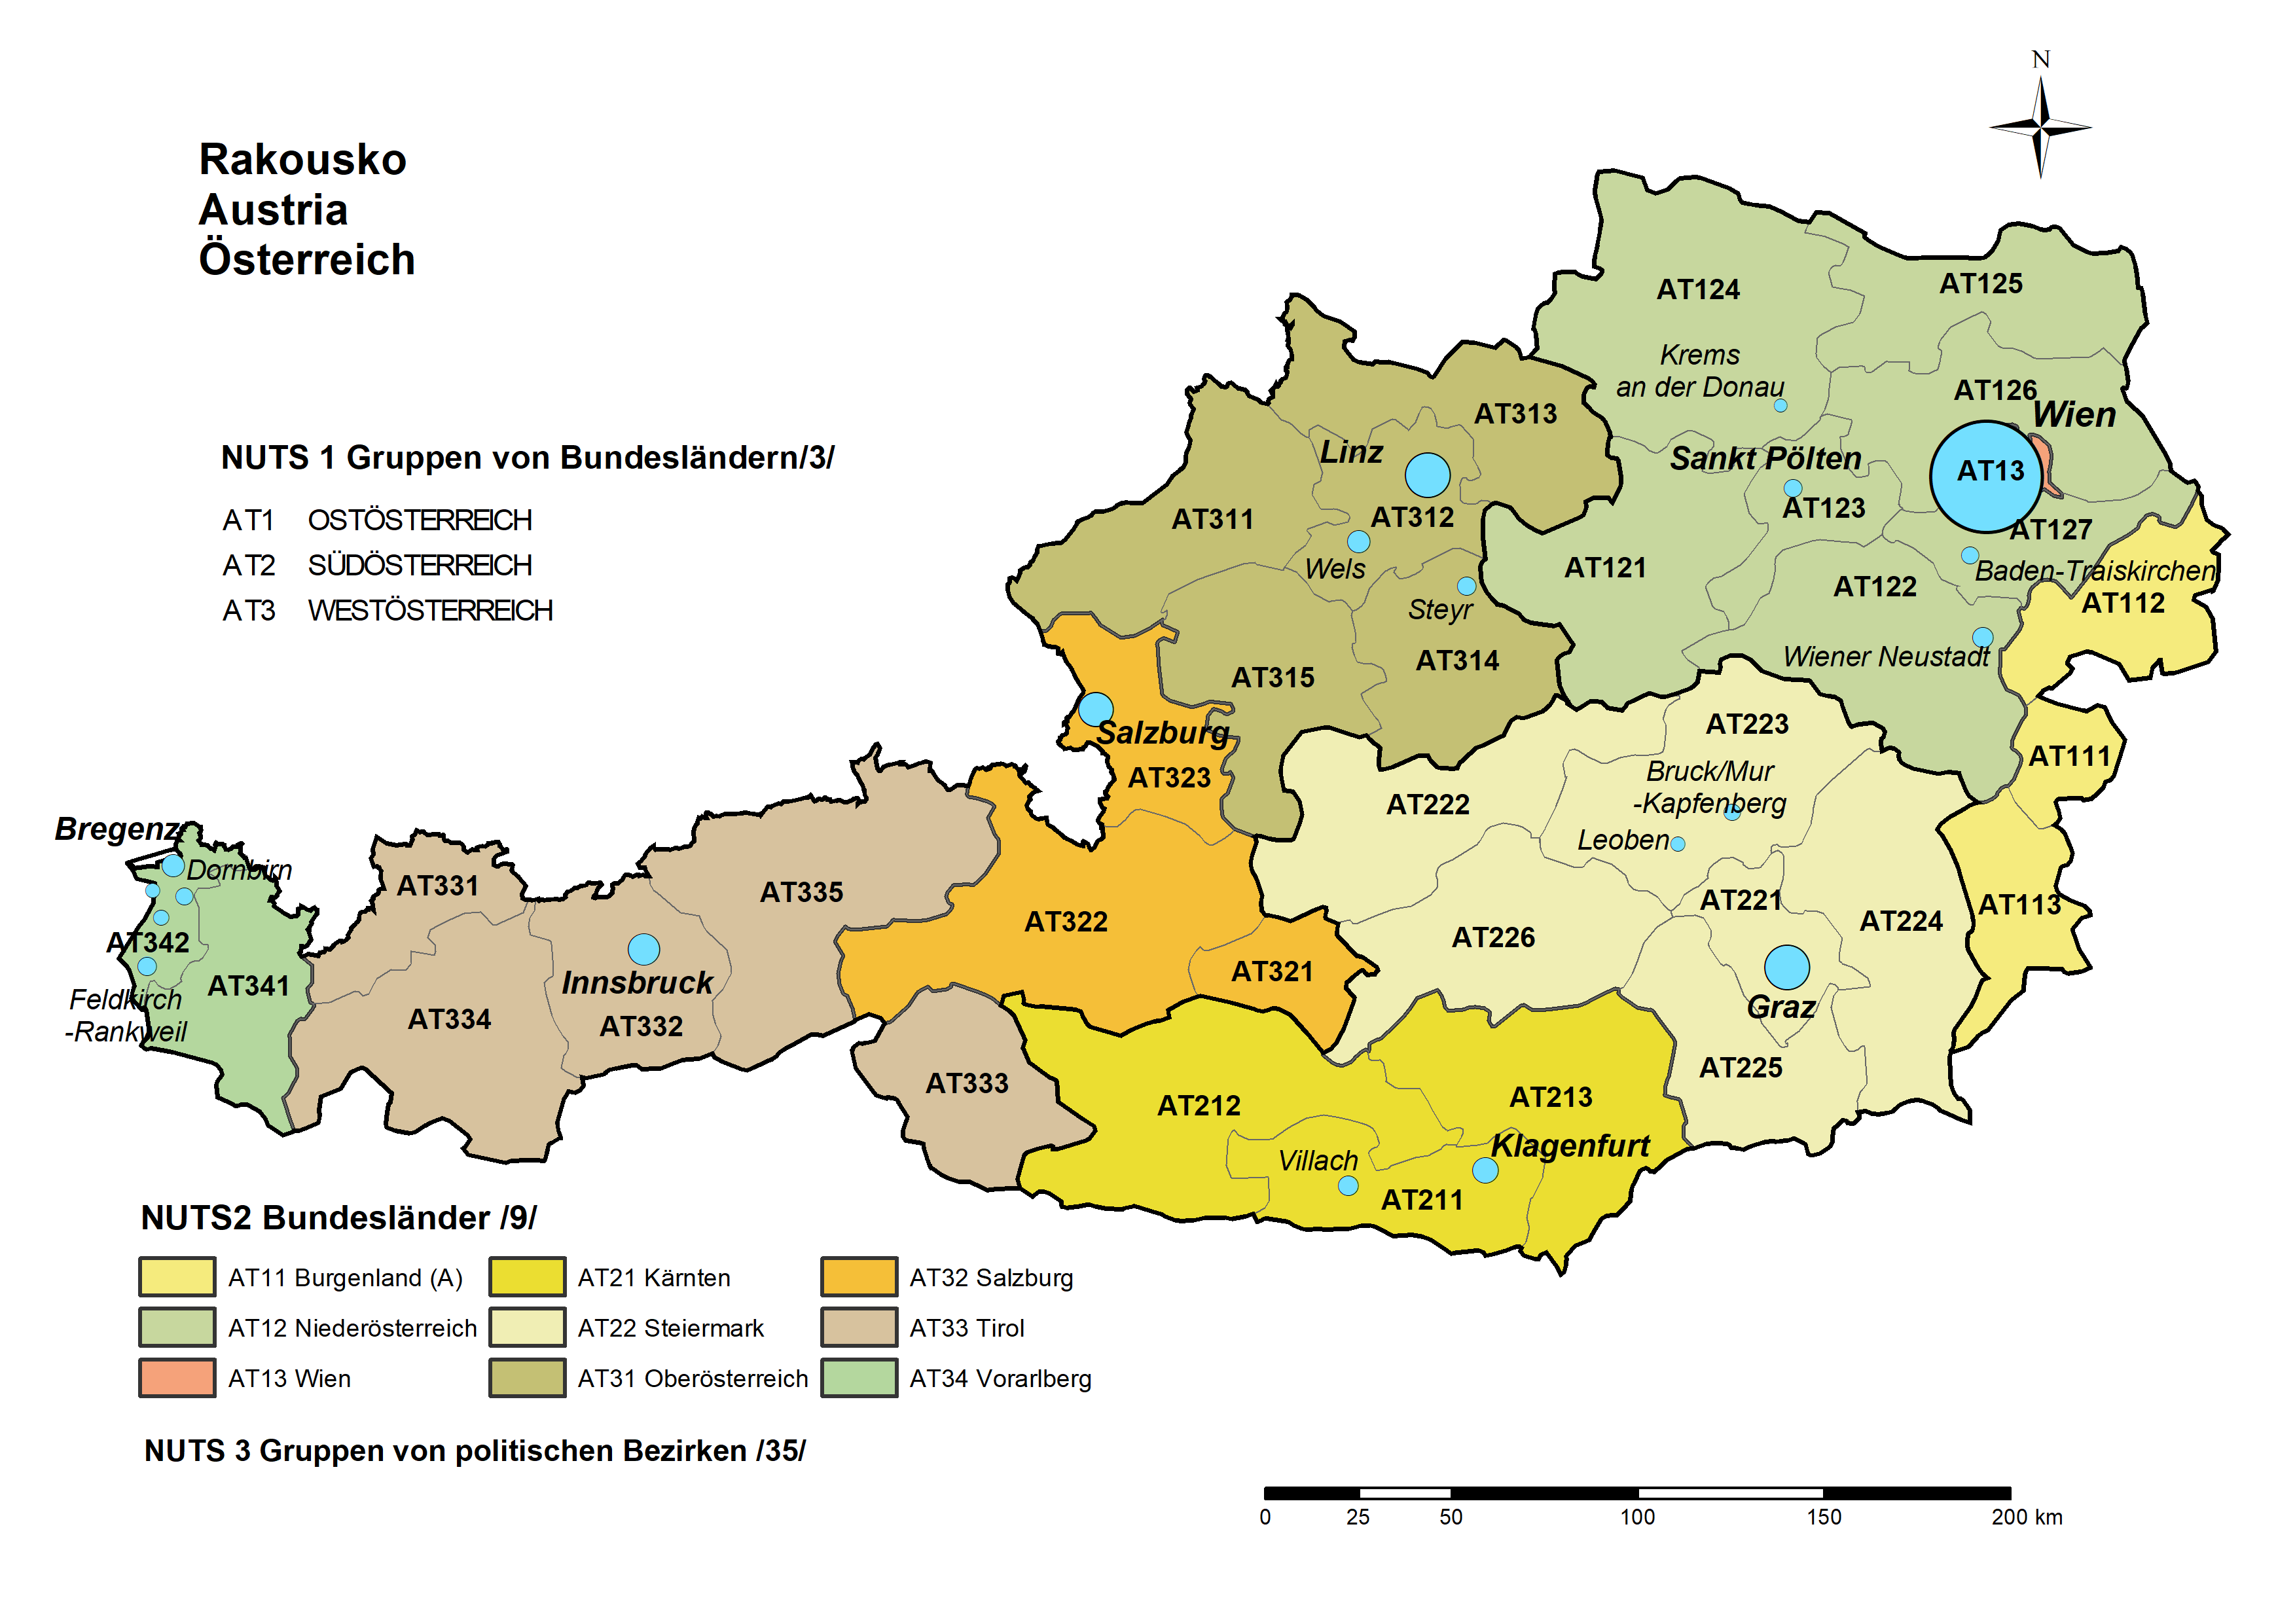 N
Rakousko
Austria
Österreich
NUTS 1 Gruppen von Bundesländern/3/
AT1 OSTÖSTERREICH
AT2 SÜDÖSTERREICH
AT3 WESTÖSTERREICH
AT124
AT125
Krems
an der Donau
AT126
Wien
AT313
Linz
Sankt Pölten
AT13
AT311
AT312
AT123
AT127
Wels
AT121
Baden-Traiskirchen
AT122
AT112
Steyr
AT314
Wiener Neustadt
AT315
Salzburg
AT223
AT111
AT323
Bruck/Mur
-Kapfenberg
AT222
Leoben
Bregenz
Dornbirn
AT331
AT335
AT221
AT113
AT322
AT224
AT342
AT226
AT321
AT341
Innsbruck
Feldkirch
-Rankweil
Graz
AT334
AT332
AT225
AT333
AT212
AT213
Klagenfurt
Villach
AT211
NUTS2 Bundesländer /9/
AT11 Burgenland (A)
AT21 Kärnten
AT32 Salzburg
AT12 Niederösterreich
AT22 Steiermark
AT33 Tirol
AT13 Wien
AT31 Oberösterreich
AT34 Vorarlberg
NUTS 3 Gruppen von politischen Bezirken /35/
0 25 50 100 150 200 km